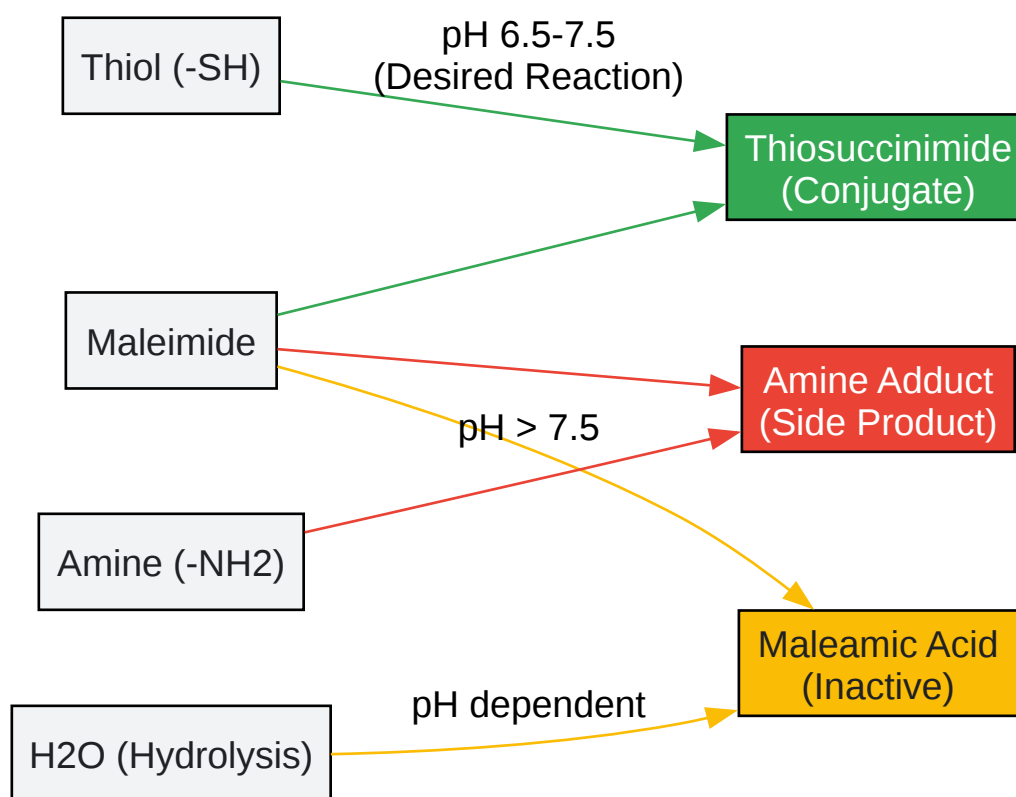 Thiol (-SH)
pH 6.5-7.5
(Desired Reaction)
Thiosuccinimide
(Conjugate)
Maleimide
Amine Adduct
(Side Product)
pH > 7.5
Amine (-NH2)
Maleamic Acid
(Inactive)
pH dependent
H2O (Hydrolysis)